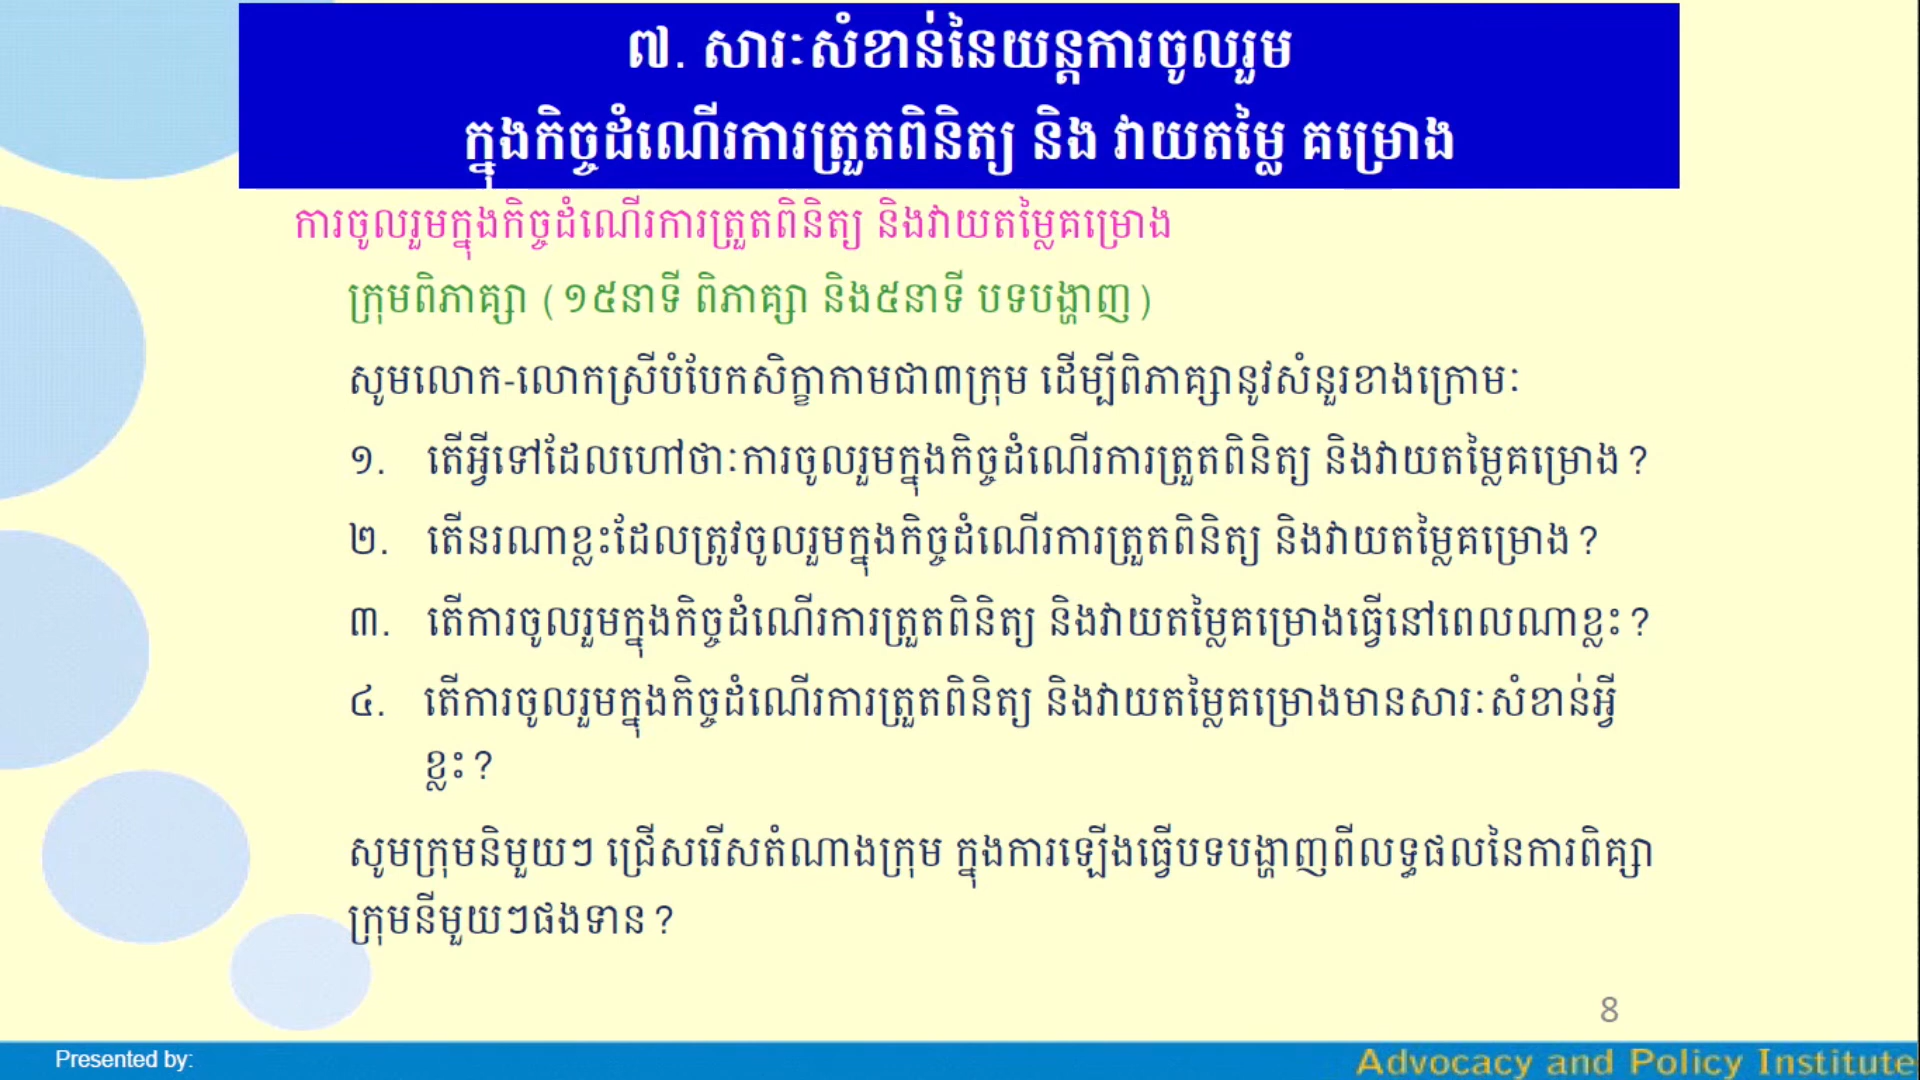 ៧. សារៈសំខាន់នៃយន្តការចូលរួម
ក្នុងកិច្ចដំណើរការត្រួតពិនិត្យ និង វាយតម្លៃ គម្រោង
ការចូលរួមក្នុងកិច្ចដំណើរការត្រួតពិនិត្យ និងវាយតម្លៃគម្រោង
ក្រុមពិភាគ្សា (១៥នាទី ពិភាគ្សា និង៥នាទី បទបង្ហាញ)
សូមលោក-លោកស្រីបំបែកសិក្ខាកាមជា៣ក្រុម ដើម្បីពិភាគ្សានូវសំនួរខាងក្រោមៈ
១. តើអ្វីទៅដែលហៅថាៈការចូលរួមក្នុងកិច្ចដំណើរការត្រួតពិនិត្យ និងវាយតម្លៃគម្រោង?
២. តើនរណាខ្លះដែលត្រូវចូលរួមក្នុងកិច្ចដំណើរការត្រួតពិនិត្យ និងវាយតម្លៃគម្រោង?
៣. តើការចូលរួមក្នុងកិច្ចដំណើរការត្រួតពិនិត្យ និងវាយតម្លៃគម្រោងធ្វើនៅពេលណាខ្លះ?
៤. តើការចូលរួមក្នុងកិច្ចដំណើរការត្រួតពិនិត្យ និងវាយតម្លៃគម្រោងមានសារៈសំខាន់អ្វី
ខ្លះ?
សូមក្រុមនិមួយៗ ជ្រើសរើសតំណាងក្រុម ក្នុងការឡើងធ្វើបទបង្ហាញពីលទ្ធផលនៃការពិគ្សា
ក្រុមនីមួយៗផងទាន?
8
Presented by:
Advocacy and Policy Institute